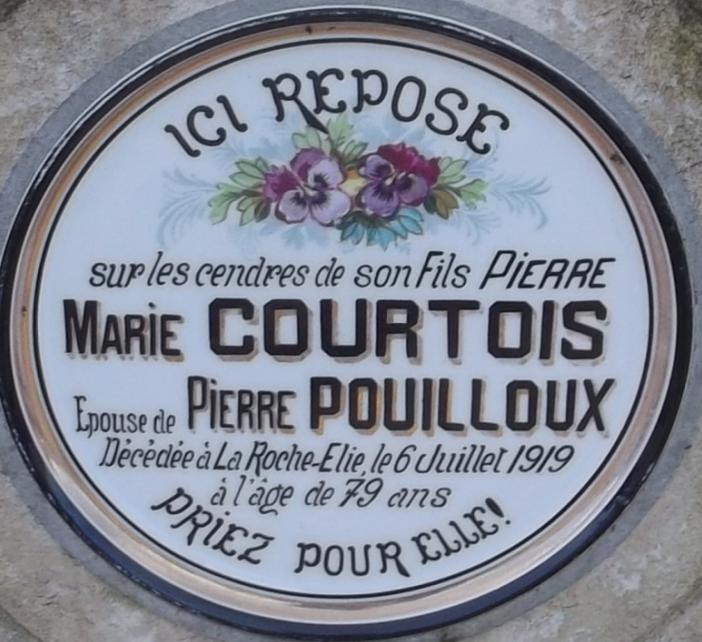 ICI REPOSE
sur les cendres de son Fils PIERRE
MARIE COURTOIS
Epouse de PIERRE POUILLOUX
Décédée à La Roche-Elie, le 6 Juillet 1919
à l'âge de 79 ans
PRIEZ POUR ELLE!